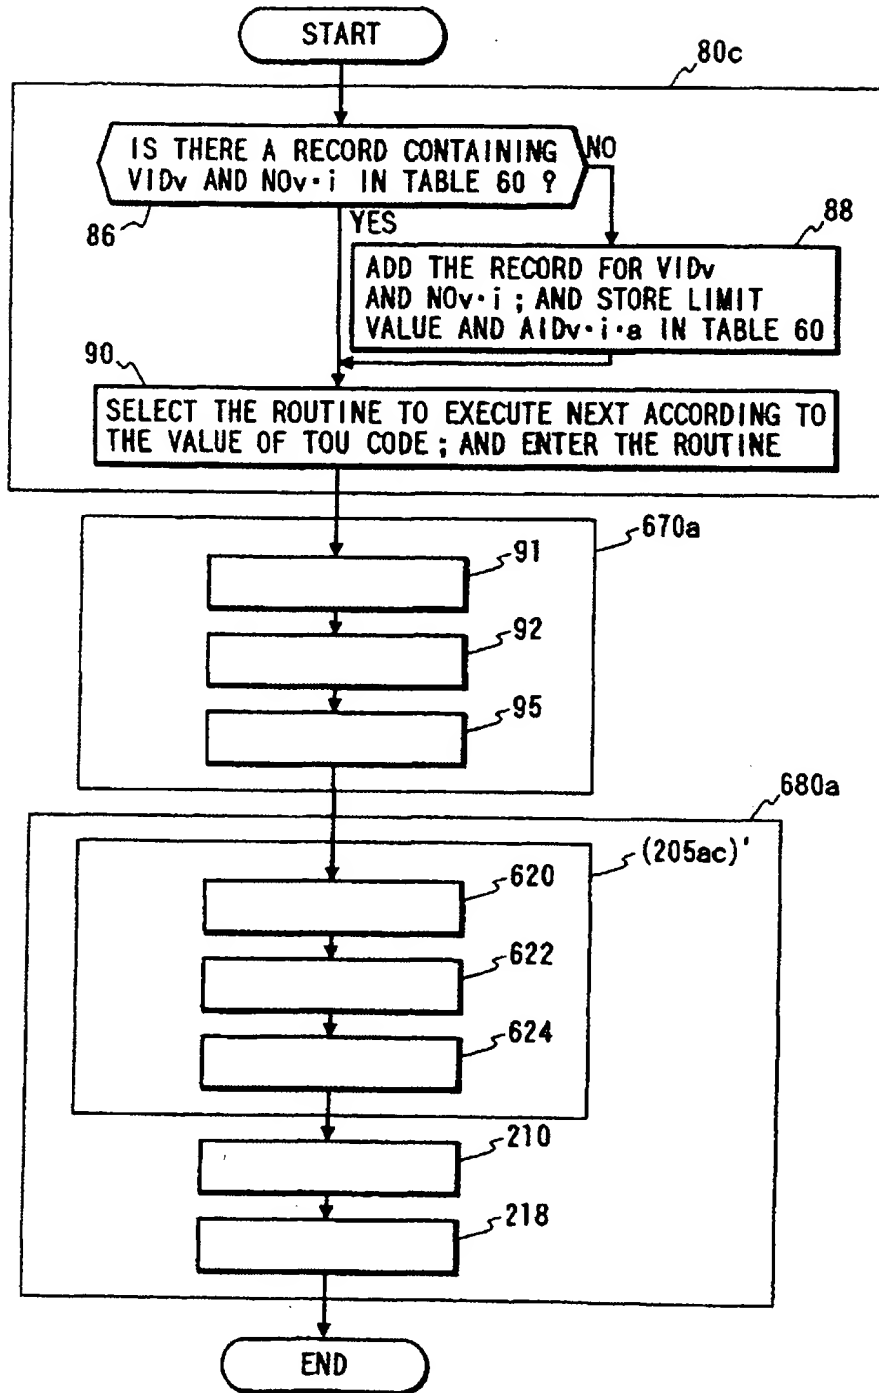 START
80c
IS THERE A RECORD CONTAINING
VIDv AND NOv·i IN TABLE 60 ?
NO
86
YES
88
ADD THE RECORD FOR VIDv
AND NOv·i ; AND STORE LIMIT
VALUE AND AIDv·i·a IN TABLE 60
90
SELECT THE ROUTINE TO EXECUTE NEXT ACCORDING TO
THE VALUE OF TOU CODE ; AND ENTER THE ROUTINE
670a
91
92
95
680a
(205ac)'
620
622
624
210
218
END